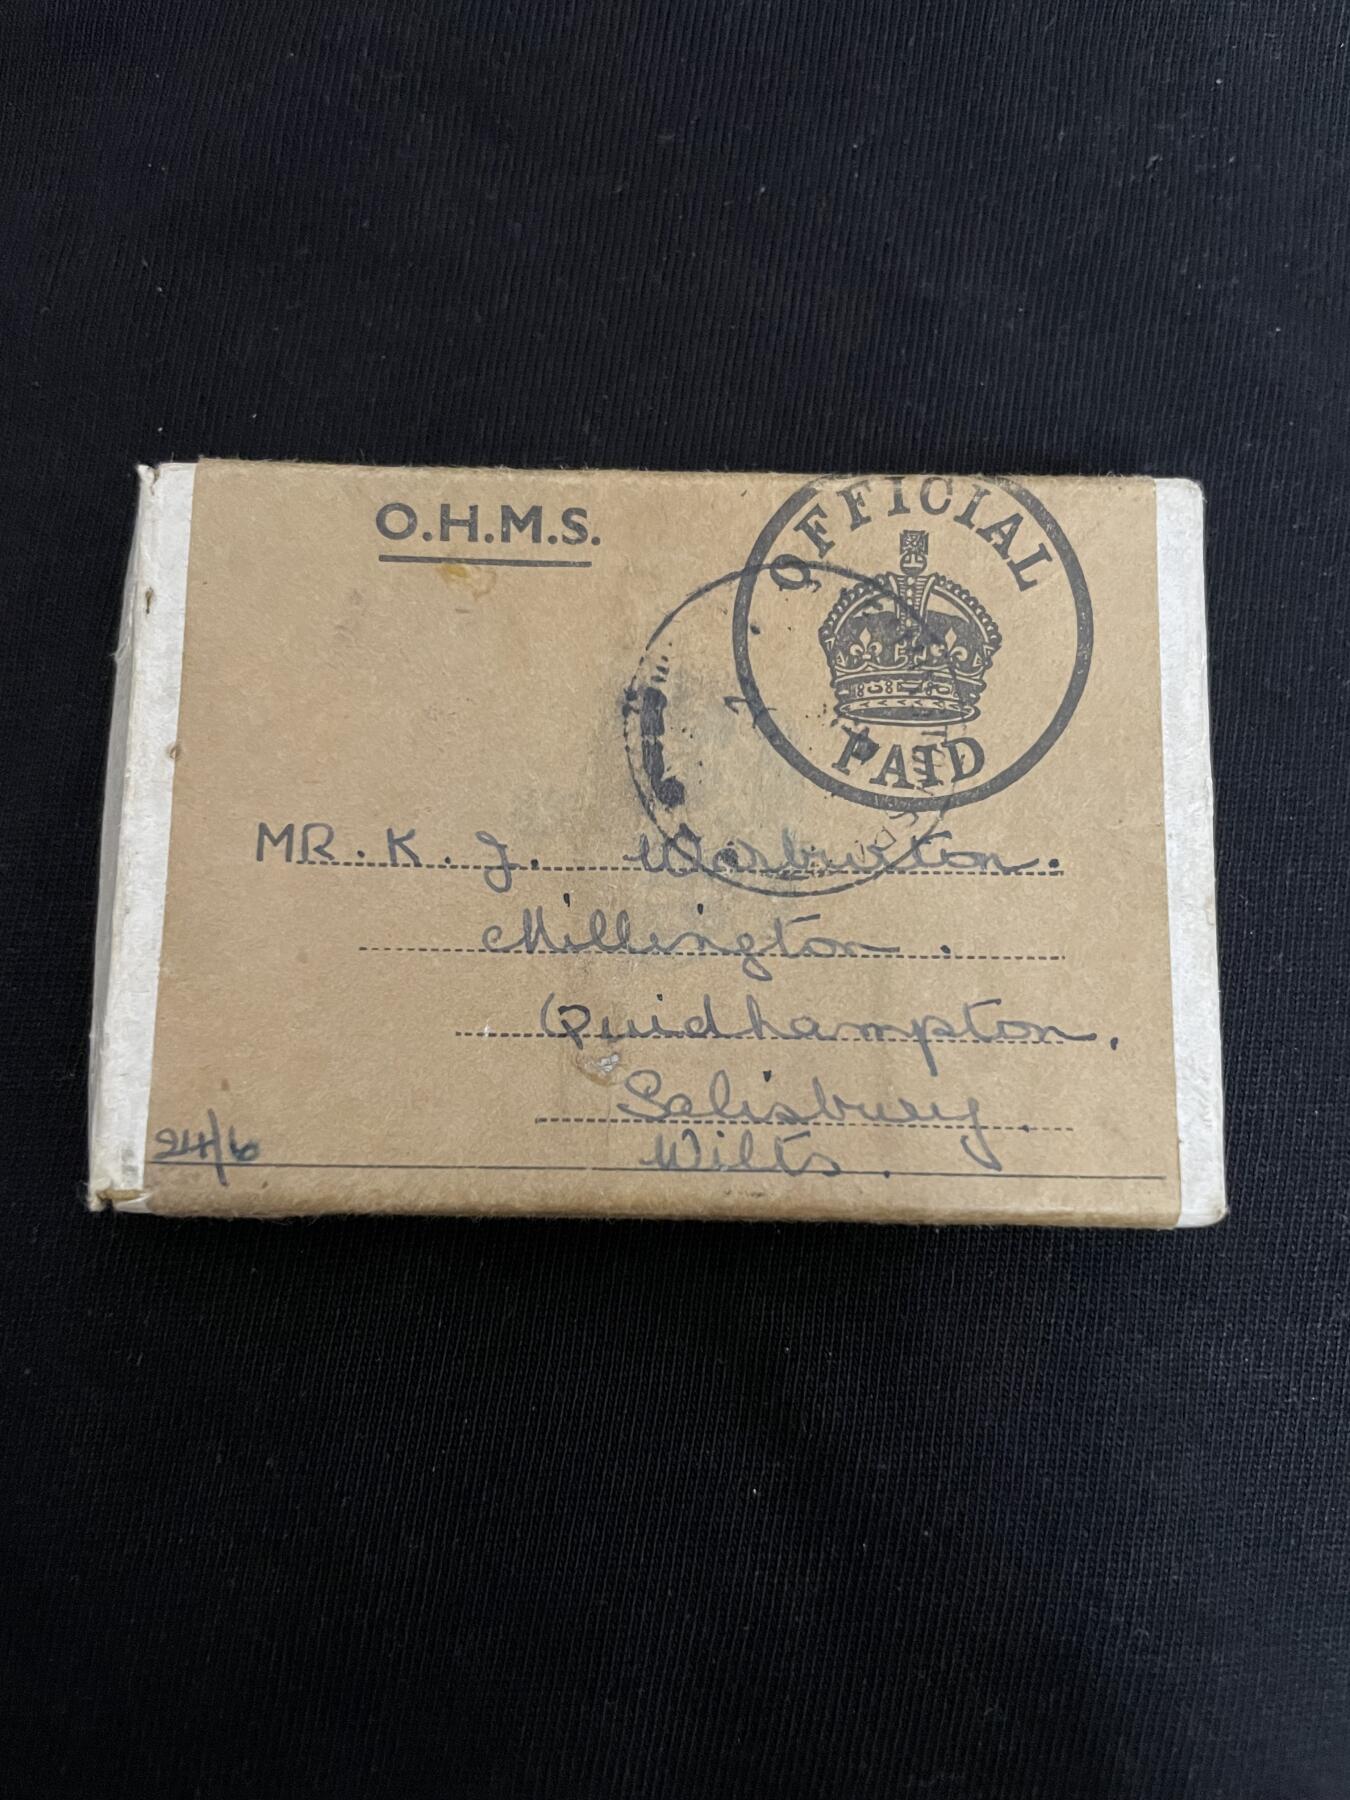 O.H.M.S.
OFFICIAL
PAID
MR. K. J. Warburton.
Millington.
Quidhampton,
Salisbury.
Wilts.
24/6